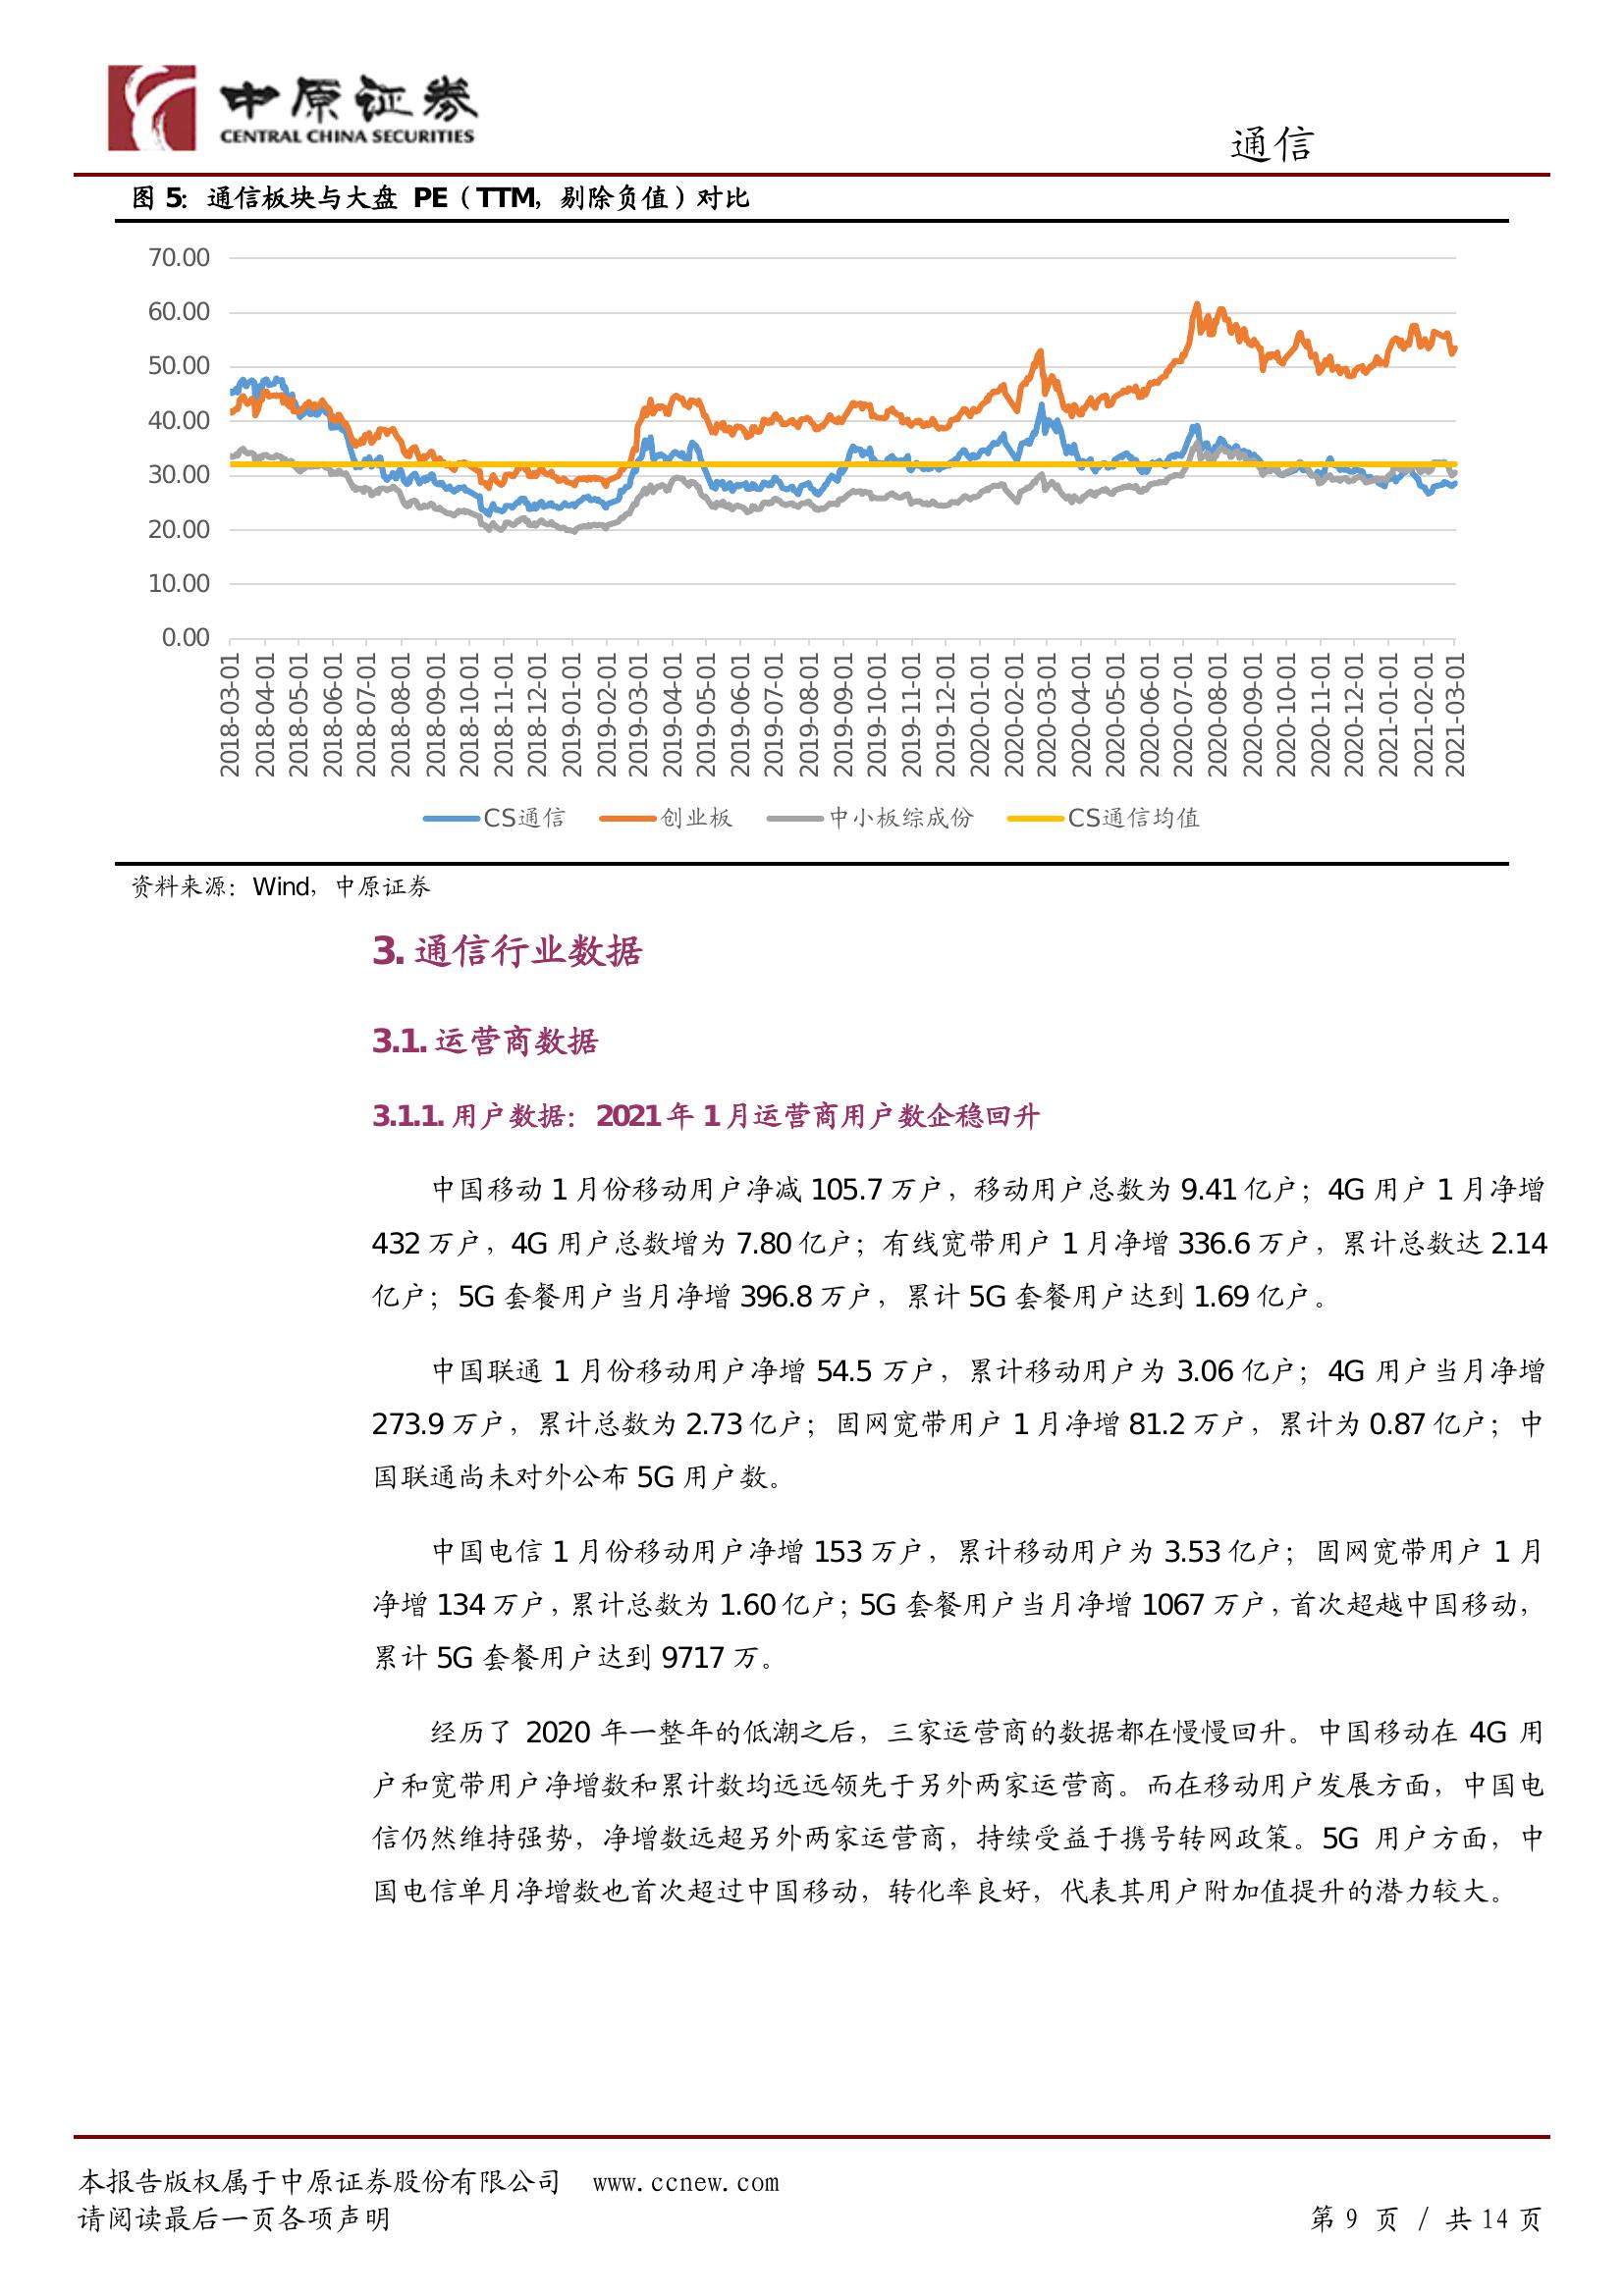 中原证券
CENTRAL CHINA SECURITIES
通信
图 5：通信板块与大盘 PE（TTM，剔除负值）对比
70.00
60.00
50.00
40.00
30.00
20.00
10.00
0.00
2018-03-01
2018-04-01
2018-05-01
2018-06-01
2018-07-01
2018-08-01
2018-09-01
2018-10-01
2018-11-01
2018-12-01
2019-01-01
2019-02-01
2019-03-01
2019-04-01
2019-05-01
2019-06-01
2019-07-01
2019-08-01
2019-09-01
2019-10-01
2019-11-01
2019-12-01
2020-01-01
2020-02-01
2020-03-01
2020-04-01
2020-05-01
2020-06-01
2020-07-01
2020-08-01
2020-09-01
2020-10-01
2020-11-01
2020-12-01
2021-01-01
2021-02-01
2021-03-01
CS通信 创业板 中小板综成份 CS通信均值
资料来源：Wind，中原证券
3. 通信行业数据
3.1. 运营商数据
3.1.1. 用户数据：2021 年 1 月运营商用户数企稳回升
中国移动 1 月份移动用户净减 105.7 万户，移动用户总数为 9.41 亿户；4G 用户 1 月净增
432 万户，4G 用户总数增为 7.80 亿户；有线宽带用户 1 月净增 336.6 万户，累计总数达 2.14
亿户；5G 套餐用户当月净增 396.8 万户，累计 5G 套餐用户达到 1.69 亿户。
中国联通 1 月份移动用户净增 54.5 万户，累计移动用户为 3.06 亿户；4G 用户当月净增
273.9 万户，累计总数为 2.73 亿户；固网宽带用户 1 月净增 81.2 万户，累计为 0.87 亿户；中
国联通尚未对外公布 5G 用户数。
中国电信 1 月份移动用户净增 153 万户，累计移动用户为 3.53 亿户；固网宽带用户 1 月
净增 134 万户，累计总数为 1.60 亿户；5G 套餐用户当月净增 1067 万户，首次超越中国移动，
累计 5G 套餐用户达到 9717 万。
经历了 2020 年一整年的低潮之后，三家运营商的数据都在慢慢回升。中国移动在 4G 用
户和宽带用户净增数和累计数均远远领先于另外两家运营商。而在移动用户发展方面，中国电
信仍然维持强势，净增数远超另外两家运营商，持续受益于携号转网政策。5G 用户方面，中
国电信单月净增数也首次超过中国移动，转化率良好，代表其用户附加值提升的潜力较大。
本报告版权属于中原证券股份有限公司 www.ccnew.com
请阅读最后一页各项声明
第 9 页 / 共 14 页